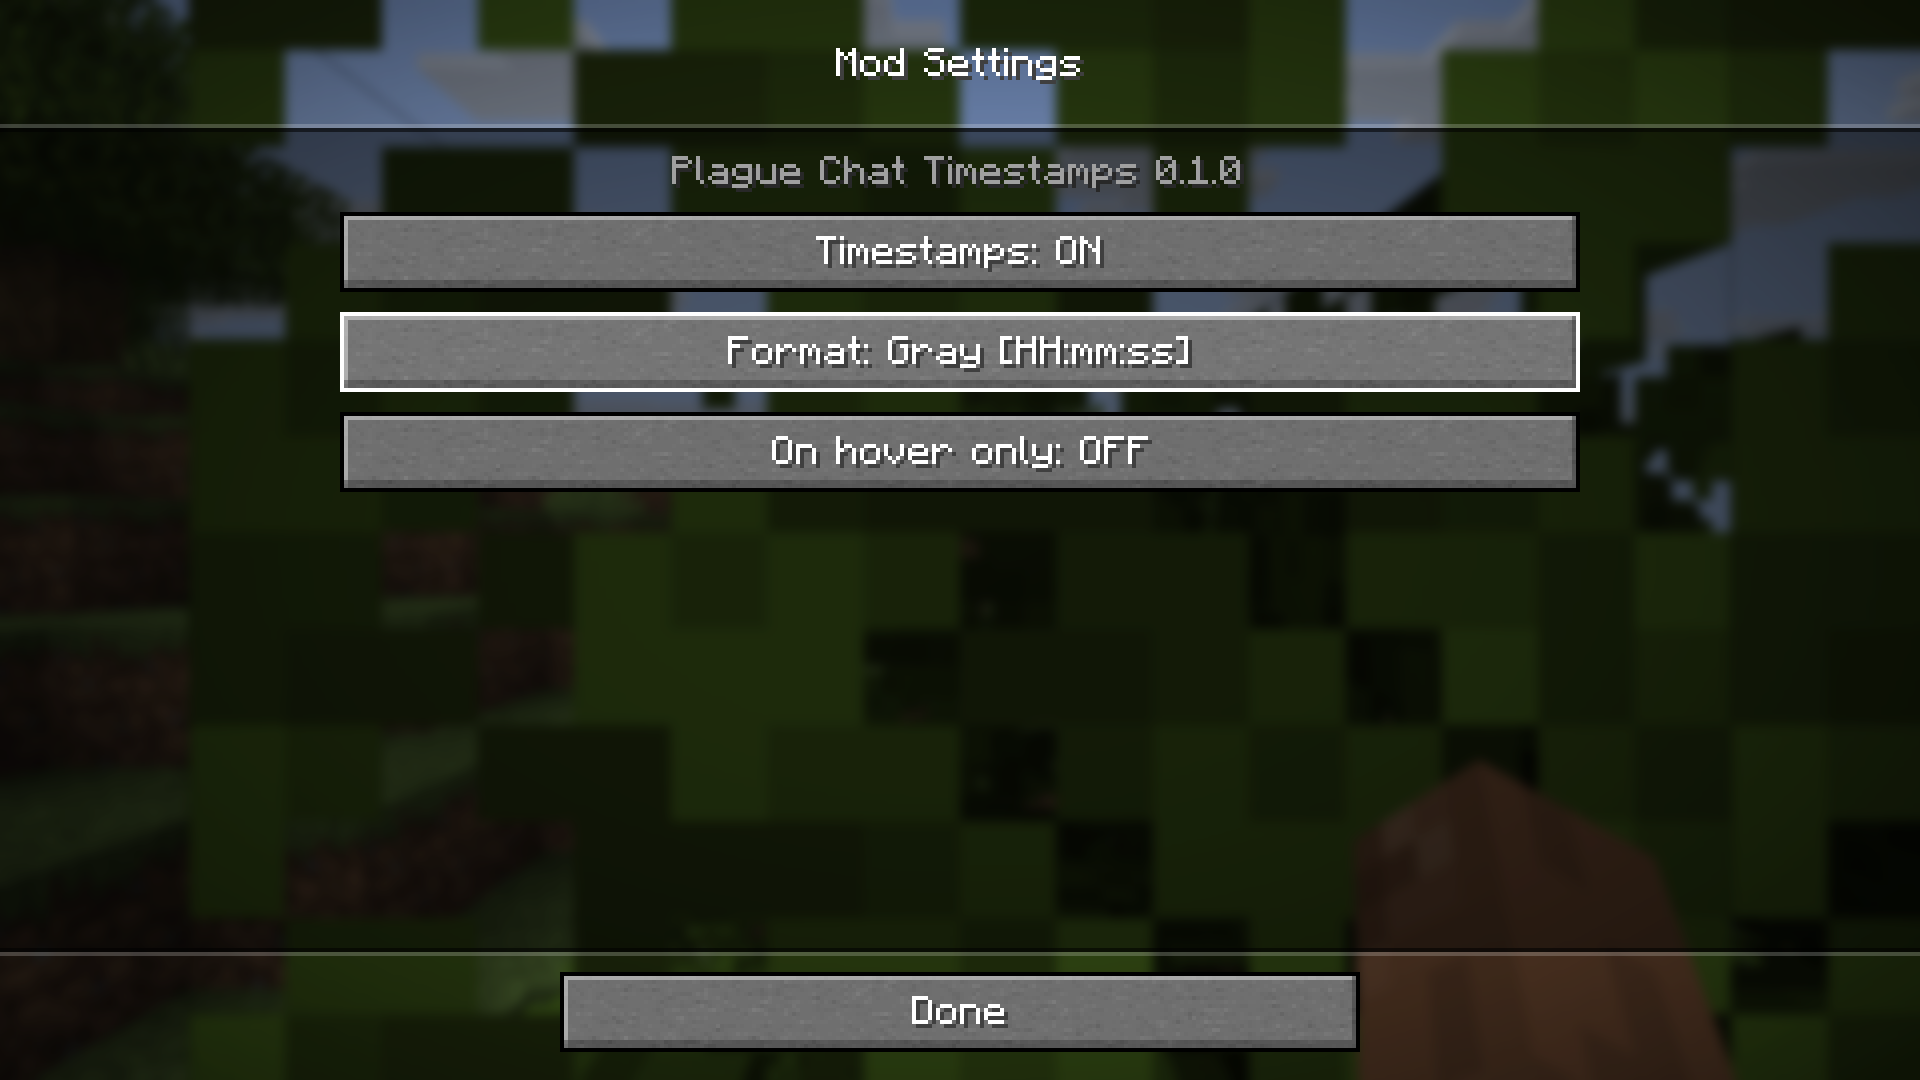 Mod Settings
Plague Chat Timestamps 0.1.0
Timestamps: ON
Format: Gray [HH:mm:ss]
On hover only: OFF
Done